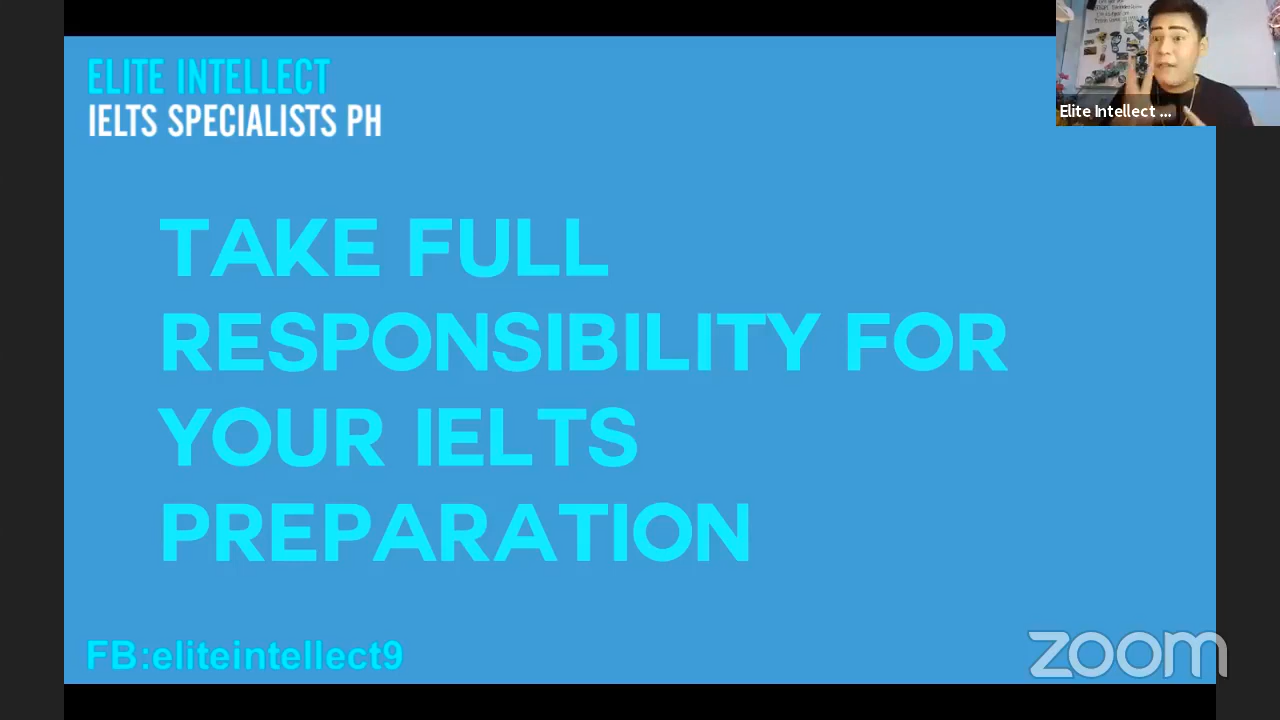 ELITE INTELLECT
IELTS SPECIALISTS PH
Elite Intellect ...
TAKE FULL
RESPONSIBILITY FOR
YOUR IELTS
PREPARATION
FB:eliteintellect9
zoom